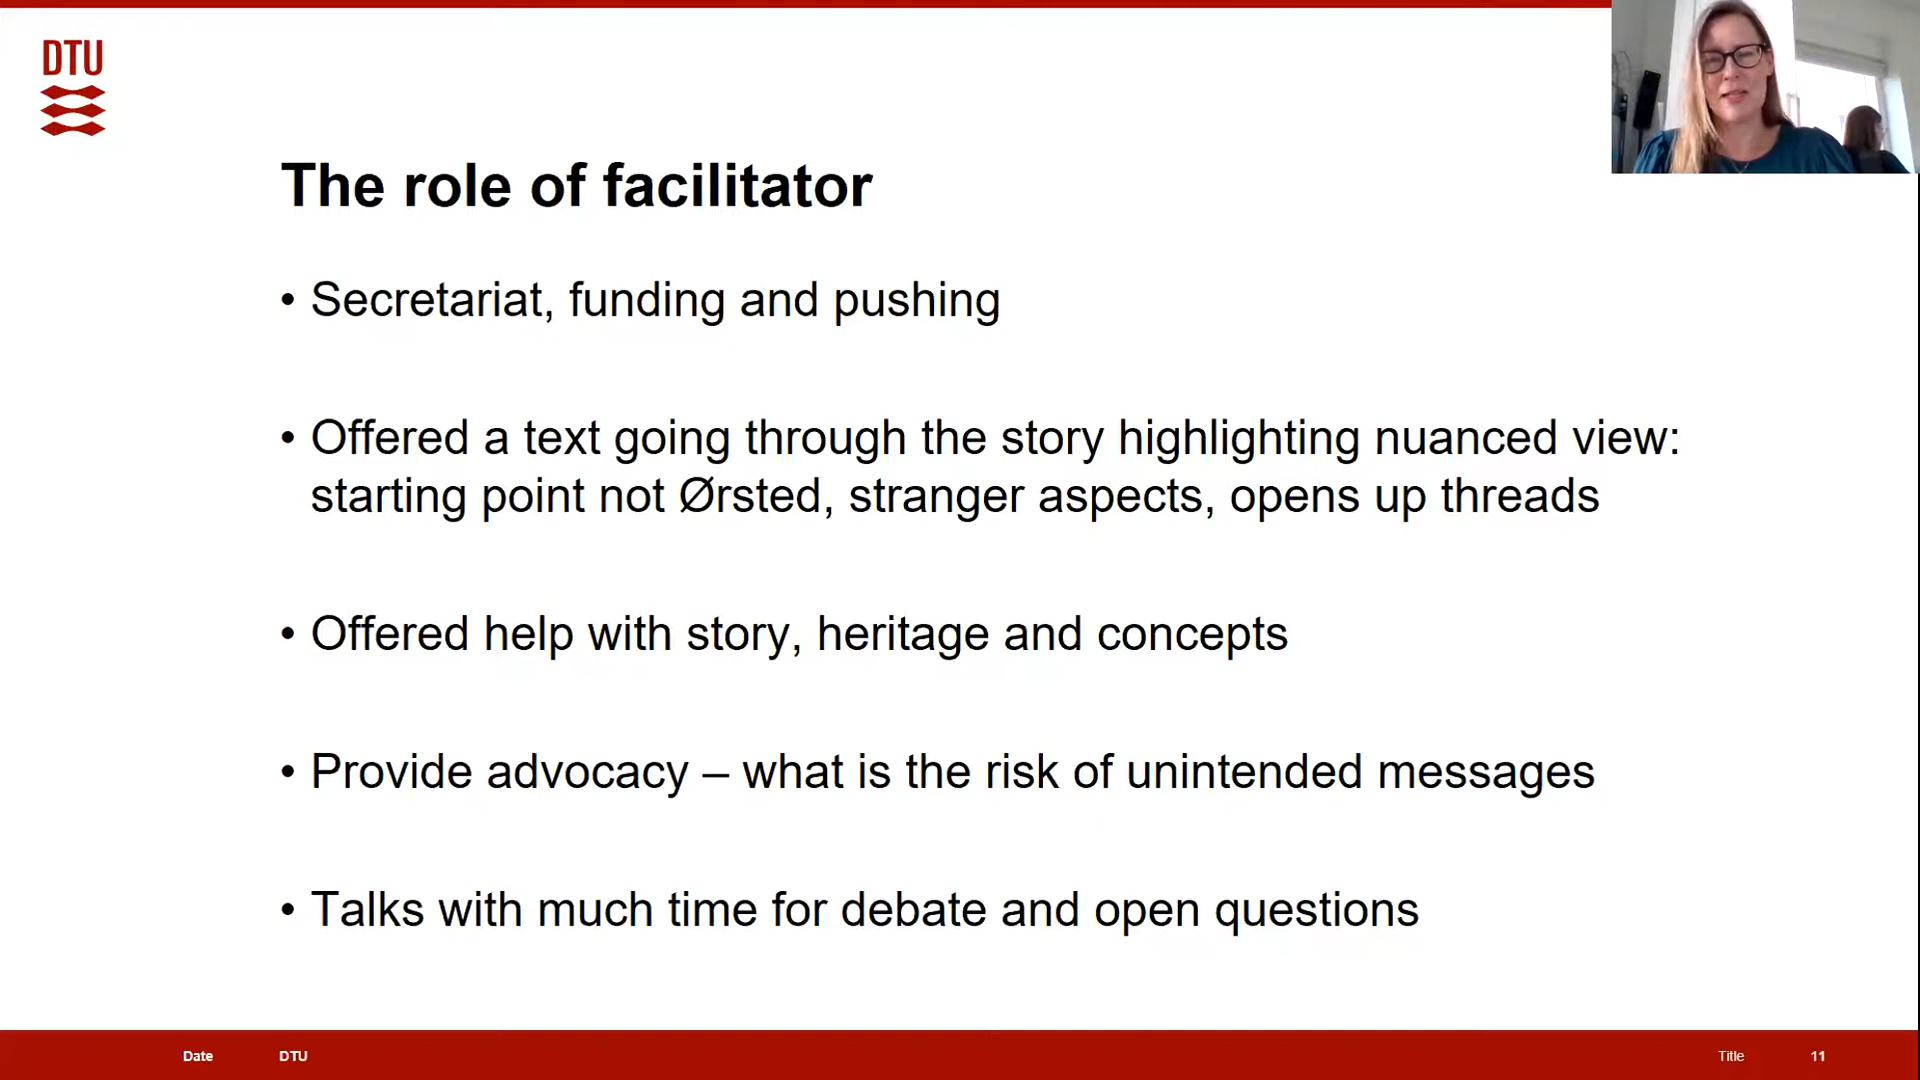 DTU
The role of facilitator
• Secretariat, funding and pushing
• Offered a text going through the story highlighting nuanced view:
starting point not Ørsted, stranger aspects, opens up threads
• Offered help with story, heritage and concepts
• Provide advocacy – what is the risk of unintended messages
• Talks with much time for debate and open questions
Date DTU Title 11